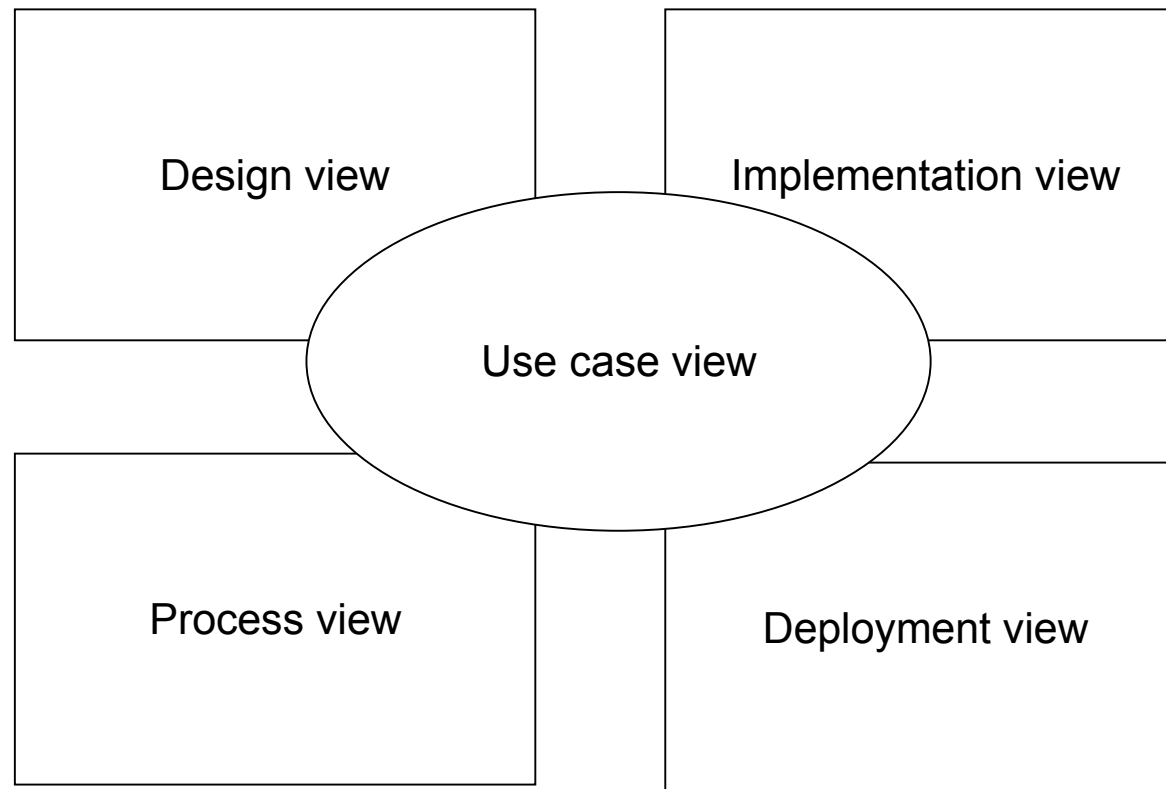 Design view
Implementation view
Use case view
Process view
Deployment view